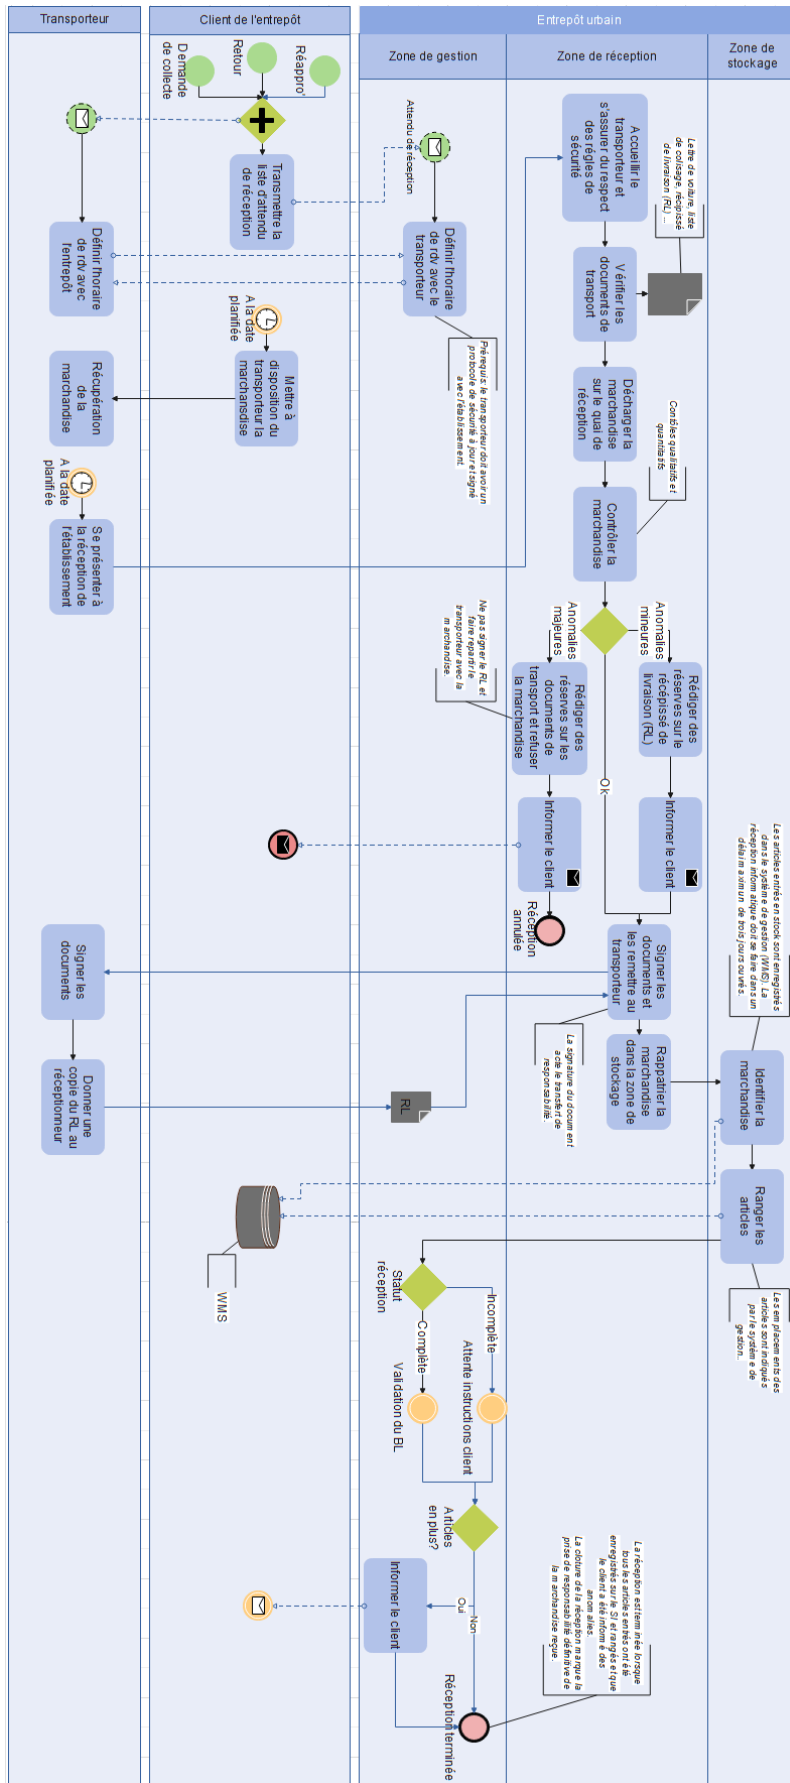 Transporteur
Client de l'entrepôt
Entrepôt urbain
Zone de gestion
Zone de réception
Zone de
stockage
Demande
de collecte
Retour
Réappro'
Transmettre la
liste d'attendu
de réception
Attendu de réception
Définir l'horaire
de rdv avec
l'entrepôt
Définir l'horaire
de rdv avec le
transporteur
Prérequis: le transporteur doit avoir un
protocole de sécurité à jour et signé
avec l'établissement.
A la date
planifiée
Mettre à
disposition du
transporteur la
marchansdise
Récupération
de la
marchandise
A la date
planifiée
Se présenter à
la réception de
l'établissement
Accueillir le
transporteur et
s'assurer du respect
des règles de
sécurité
Lettre de voiture, liste
de colisage, récipissé
de livraison (RL) ...
Vérifier les
documents de
transport
Décharger la
marchandise
sur le quai de
réception
Contôles qualitatifs et
quantitatifs
Contrôler la
marchandise
Anomalies
mineures
Anomalies
majeures
Ok
Rédiger des
réserves sur le
récépissé de
livraison (RL)
Rédiger des
réserves sur les
documents de
transport et refuser
la marchandise
Ne pas signer le RL et
faire repartir le
transporteur avec la
marchandise.
Informer le client
Informer le client
Réception
annulée
Signer les
documents et
les remettre au
transporteur
La signature du document
acte le transfert de
responsabilité.
Signer les
documents
Donner une
copie du RL au
réceptionneur
RL
Rappatrier la
marchandise
dans la zone de
stockage
Les articles entrés en stock sont enregistrés
dans le système de gestion (WMS). La
réception informatique doit se faire dans un
délai maximun de trois jours ouvrés.
Identifier la
marchandise
Ranger les
articles
Les emplacements des
articles sont indiqués
par le système de
gestion..
WMS
Statut
réception
Incomplète
Complète
Attente instructions client
Validation du BL
Articles
en plus?
Oui
Non
Informer le client
Réception terminée
La réception est terminée lorsque
tous les articles entrés ont été
enregistrés sur le SI et rangés et que
le client a été informé des
anomalies.
La cloture de la réception marque la
prise de responsabilité définitive de
la marchandise reçue.